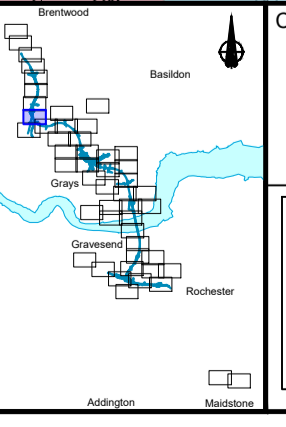 Brentwood
C
Basildon
Grays
Gravesend
Rochester
Addington
Maidstone